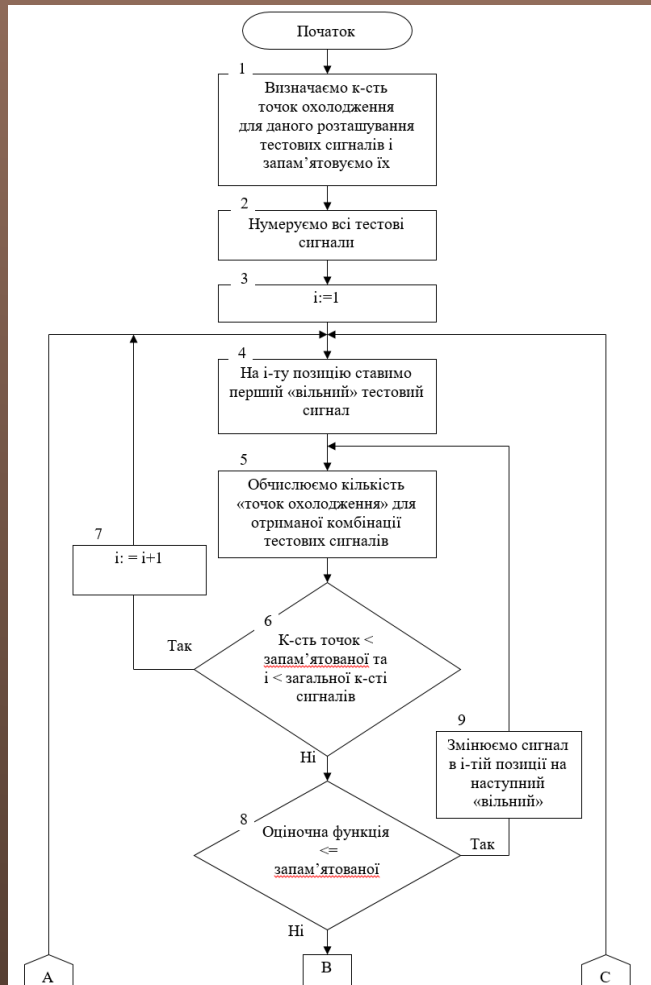 Початок
1
Визначаємо к-сть
точок охолодження
для даного розташування
тестових сигналів і
запам’ятовуємо їх
2
Нумеруємо всі тестові
сигнали
3
i:=1
4
На і-ту позицію ставимо
перший «вільний» тестовий
сигнал
5
Обчислюємо кількість
«точок охолодження» для
отриманої комбінації
тестових сигналів
7
i: = i+1
6
К-сть точок <
запам’ятованої та
і < загальної к-сті
сигналів
Так
Ні
9
Змінюємо сигнал
в і-тій позиції на
наступний
«вільний»
8
Оціночна функція
<=
запам’ятованої
Так
Ні
А
В
С